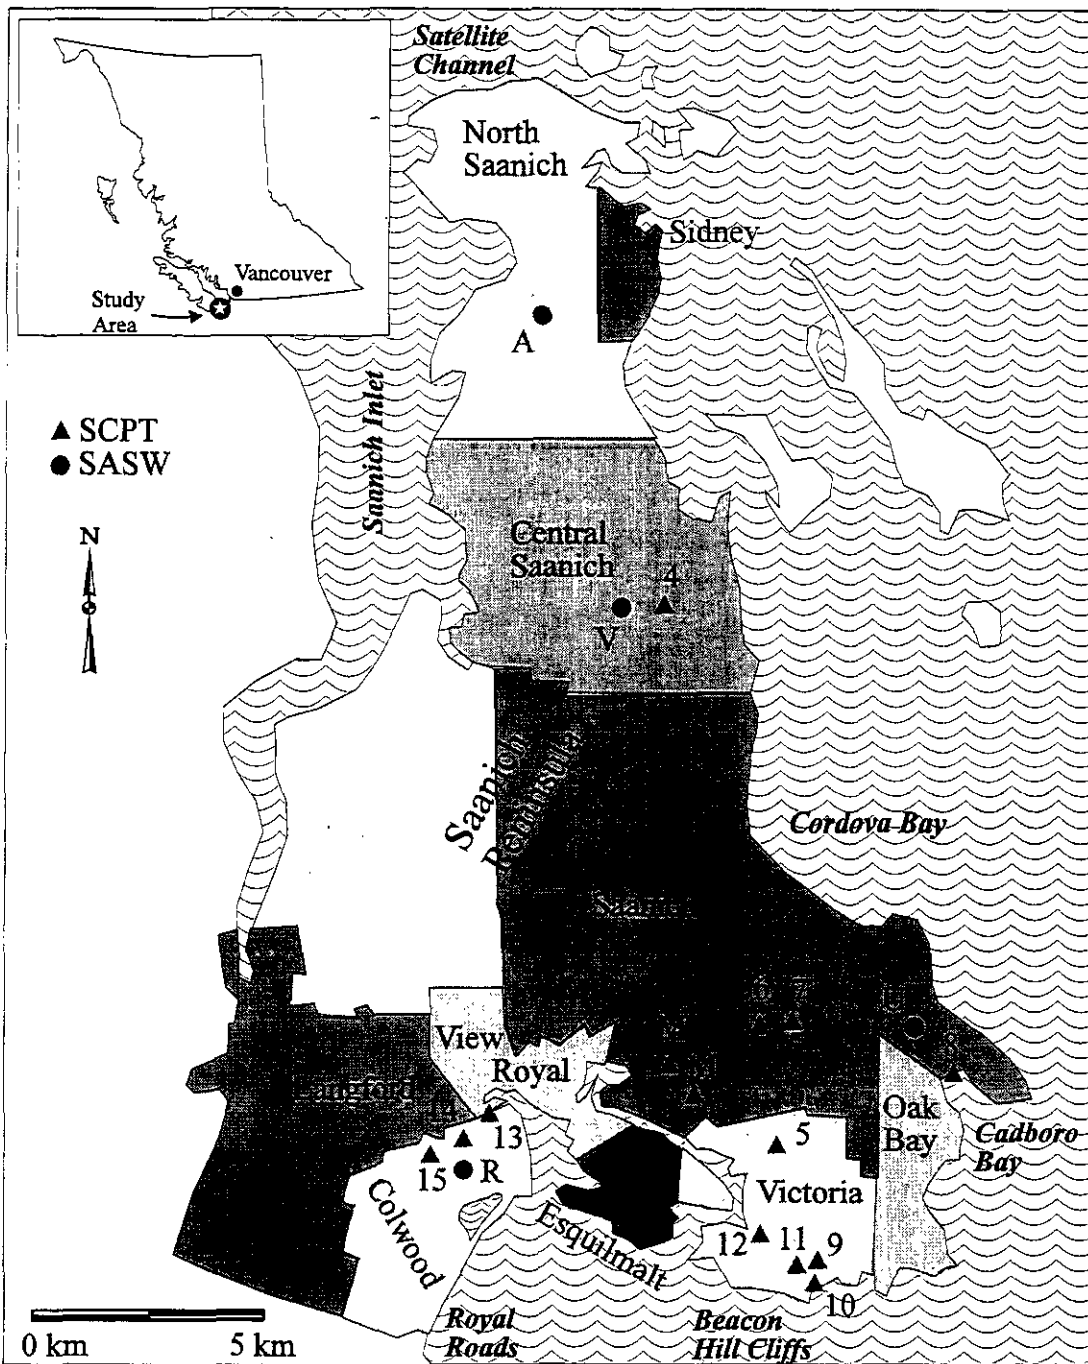 Satellite
Channel
North
Saanich
Sidney
Vancouver
Study
Area
A
SCPT
SASW
Saanich Inlet
N
Central
Saanich
4
V
Saanich
Peninsula
Cordova Bay
Saanich
6
7
U
View
Royal
Langford
14
13
15
R
Colwood
Esquilmalt
Oak
Bay
Cadboro
Bay
5
Victoria
12
11
9
10
0 km
5 km
Royal
Roads
Beacon
Hill Cliffs